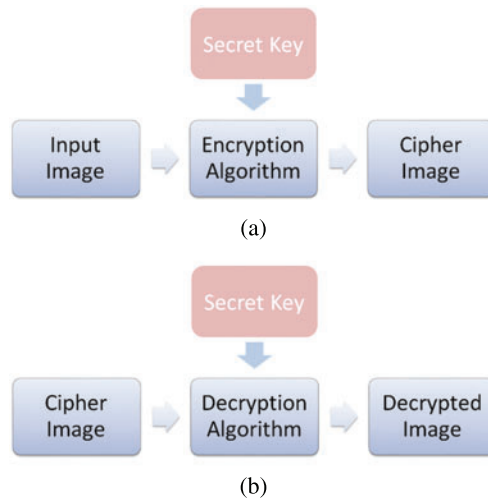 Secret Key
Input
Image
Encryption
Algorithm
Cipher
Image
(a)
Secret Key
Cipher
Image
Decryption
Algorithm
Decrypted
Image
(b)